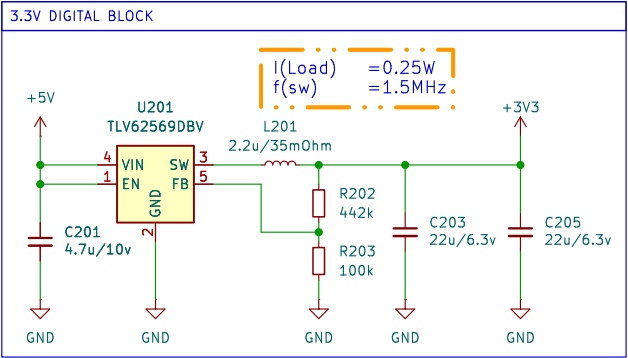 3.3V DIGITAL BLOCK
I(Load) =0.25W
f(sw) =1.5MHz
+5V
U201
TLV62569DBV
L201
2.2u/35mOhm
+3V3
4 VIN SW 3
1 EN FB 5
GND
2
R202
442k
C201
4.7u/10v
R203
100k
C203
22u/6.3v
C205
22u/6.3v
GND GND GND GND GND